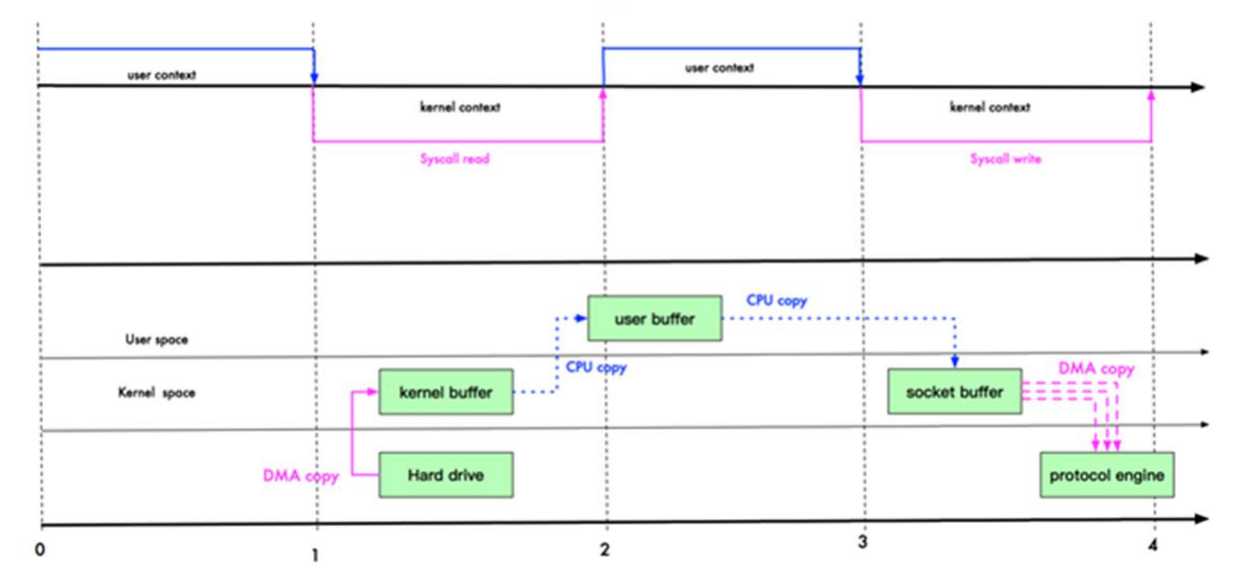 user context
user context
kernel context
kernel context
Syscall read
Syscall write
CPU copy
user buffer
User space
CPU copy
DMA copy
Kernel space
kernel buffer
socket buffer
DMA copy
Hard drive
protocol engine
0
1
2
3
4